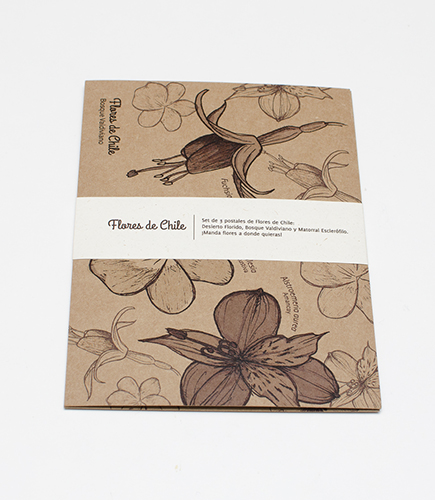 Flores de Chile
Bosque Valdiviano
Flores de Chile
Set de 3 postales de Flores de Chile:
Desierto Florido, Bosque Valdiviano y Matorral Esclerófilo.
¡Manda flores a donde quieras!
Alstroemeria aurea
Amancay